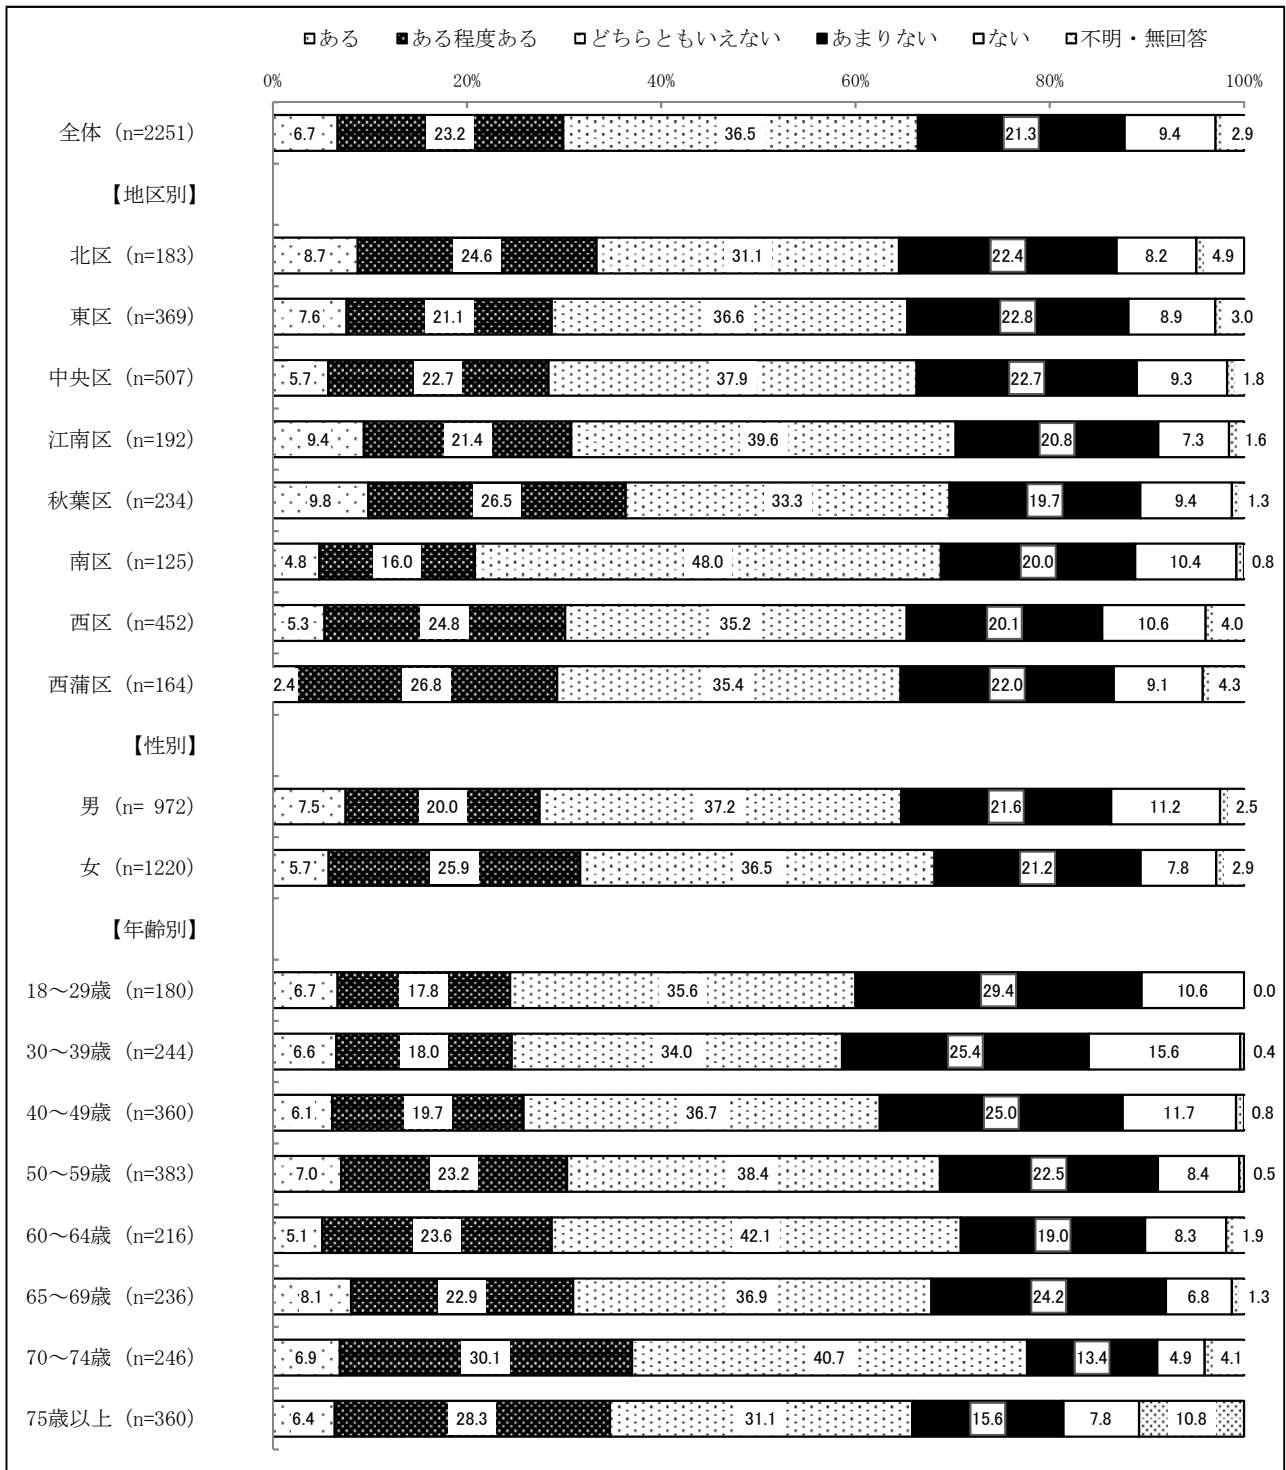 ある ある程度ある どちらともいえない あまりない ない 不明・無回答
0% 20% 40% 60% 80% 100%
全体 (n=2251) 6.7 23.2 36.5 21.3 9.4 2.9
【地区別】
北区 (n=183) 8.7 24.6 31.1 22.4 8.2 4.9
東区 (n=369) 7.6 21.1 36.6 22.8 8.9 3.0
中央区 (n=507) 5.7 22.7 37.9 22.7 9.3 1.8
江南区 (n=192) 9.4 21.4 39.6 20.8 7.3 1.6
秋葉区 (n=234) 9.8 26.5 33.3 19.7 9.4 1.3
南区 (n=125) 4.8 16.0 48.0 20.0 10.4 0.8
西区 (n=452) 5.3 24.8 35.2 20.1 10.6 4.0
西蒲区 (n=164) 2.4 26.8 35.4 22.0 9.1 4.3
【性別】
男 (n= 972) 7.5 20.0 37.2 21.6 11.2 2.5
女 (n=1220) 5.7 25.9 36.5 21.2 7.8 2.9
【年齢別】
18～29歳 (n=180) 6.7 17.8 35.6 29.4 10.6 0.0
30～39歳 (n=244) 6.6 18.0 34.0 25.4 15.6 0.4
40～49歳 (n=360) 6.1 19.7 36.7 25.0 11.7 0.8
50～59歳 (n=383) 7.0 23.2 38.4 22.5 8.4 0.5
60～64歳 (n=216) 5.1 23.6 42.1 19.0 8.3 1.9
65～69歳 (n=236) 8.1 22.9 36.9 24.2 6.8 1.3
70～74歳 (n=246) 6.9 30.1 40.7 13.4 4.9 4.1
75歳以上 (n=360) 6.4 28.3 31.1 15.6 7.8 10.8